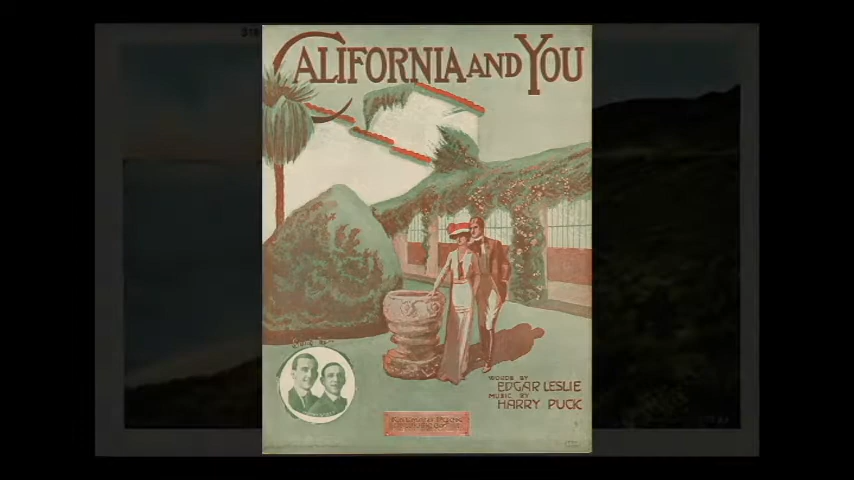 CALIFORNIA AND YOU
WORDS BY
EDGAR LESLIE
MUSIC BY
HARRY PUCK